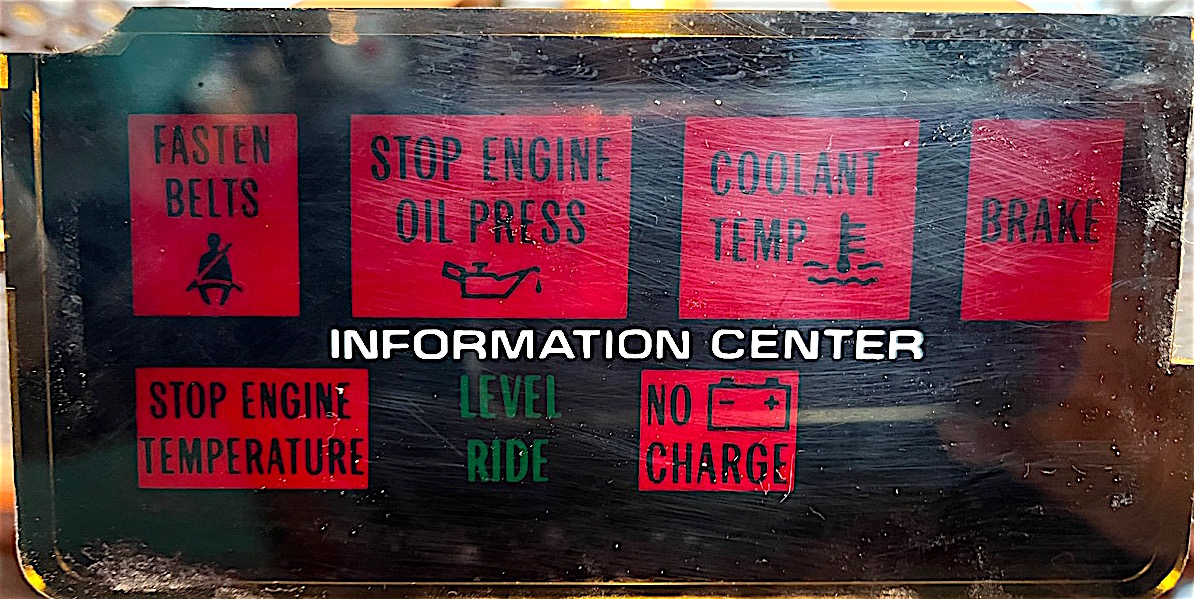 FASTEN
BELTS
STOP ENGINE
OIL PRESS
COOLANT
TEMP
BRAKE
INFORMATION CENTER
STOP ENGINE
TEMPERATURE
LEVEL
RIDE
NO
CHARGE